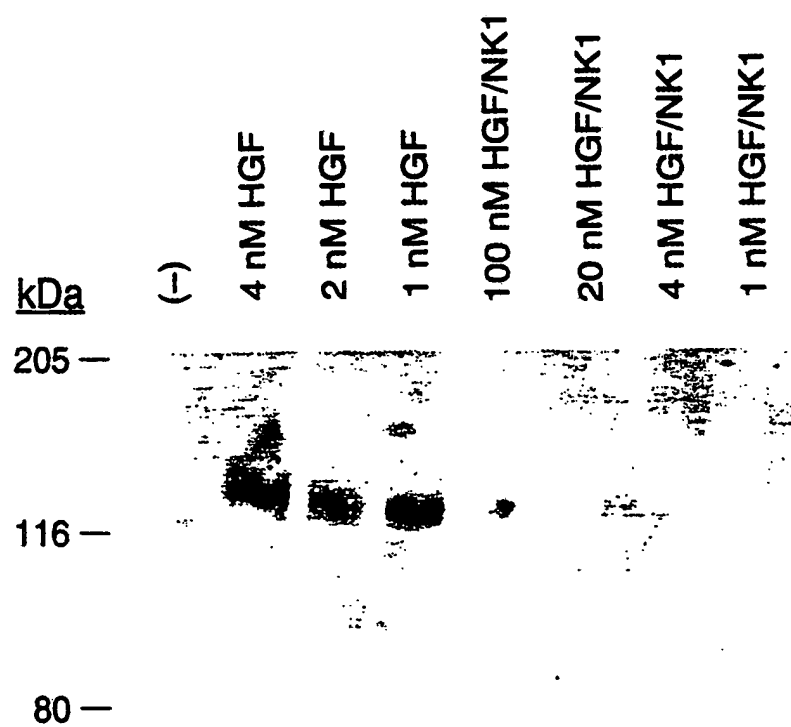 kDa
(–)
4 nM HGF
2 nM HGF
1 nM HGF
100 nM HGF/NK1
20 nM HGF/NK1
4 nM HGF/NK1
1 nM HGF/NK1
205
116
80